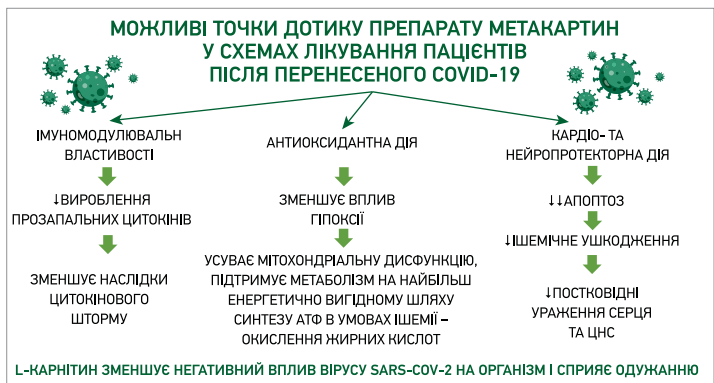 МОЖЛИВІ ТОЧКИ ДОТИКУ ПРЕПАРАТУ МЕТАКАРТИН
У СХЕМАХ ЛІКУВАННЯ ПАЦІЄНТІВ
ПІСЛЯ ПЕРЕНЕСЕНОГО COVID-19
ІМУНОМОДУЛЮВАЛЬН
ВЛАСТИВОСТІ
↓ВИРОБЛЕННЯ
ПРОЗАПАЛЬНИХ ЦИТОКІНІВ
ЗМЕНШУЄ НАСЛІДКИ
ЦИТОКІНОВОГО
ШТОРМУ
АНТИОКСИДАНТНА ДІЯ
ЗМЕНШУЄ ВПЛИВ
ГІПОКСІЇ
УСУВАЄ МІТОХОНДРІАЛЬНУ ДИСФУНКЦІЮ,
ПІДТРИМУЄ МЕТАБОЛІЗМ НА НАЙБІЛЬШ
ЕНЕРГЕТИЧНО ВИГІДНОМУ ШЛЯХУ
СИНТЕЗУ АТФ В УМОВАХ ІШЕМІЇ –
ОКИСЛЕННЯ ЖИРНИХ КИСЛОТ
КАРДІО- ТА
НЕЙРОПРОТЕКТОРНА ДІЯ
↓↓АПОПТОЗ
↓ІШЕМІЧНЕ УШКОДЖЕННЯ
↓ПОСТКОВІДНІ
УРАЖЕННЯ СЕРЦЯ
ТА ЦНС
L-КАРНІТИН ЗМЕНШУЄ НЕГАТИВНИЙ ВПЛИВ ВІРУСУ SARS-COV-2 НА ОРГАНІЗМ І СПРИЯЄ ОДУЖАННЮ